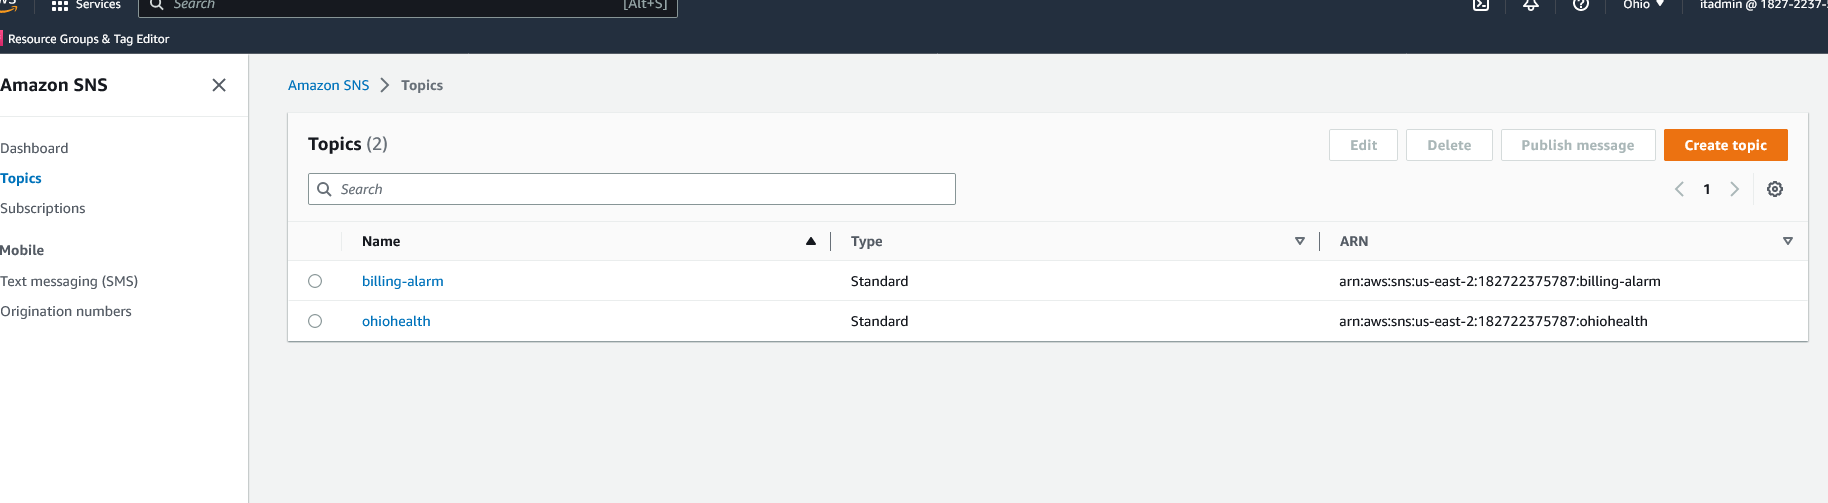 Services
Search
[Alt+S]
Ohio
itadmin @ 1827-2237-
Resource Groups & Tag Editor
Amazon SNS
Dashboard
Topics
Subscriptions
Mobile
Text messaging (SMS)
Origination numbers
Amazon SNS
Topics
Topics (2)
Edit
Delete
Publish message
Create topic
Search
1
Name
Type
ARN
billing-alarm
Standard
arn:aws:sns:us-east-2:182722375787:billing-alarm
ohiohealth
Standard
arn:aws:sns:us-east-2:182722375787:ohiohealth